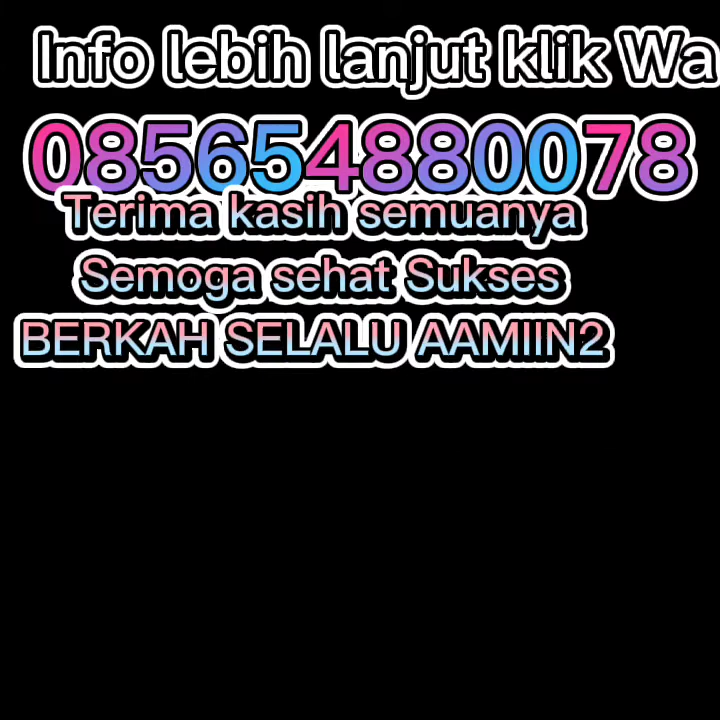 Info lebih lanjut klik Wa
085654880078
Terima kasih semuanya
Semoga sehat Sukses
BERKAH SELALU AAMIIN2